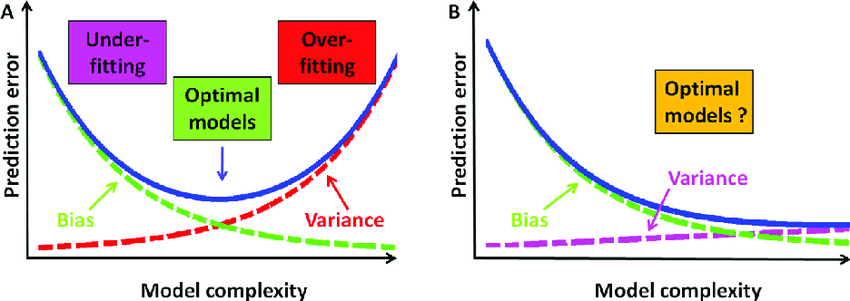 A
Prediction error
Under-
fitting
Over-
fitting
Optimal
models
Bias
Variance
Model complexity
B
Prediction error
Optimal
models ?
Variance
Bias
Model complexity